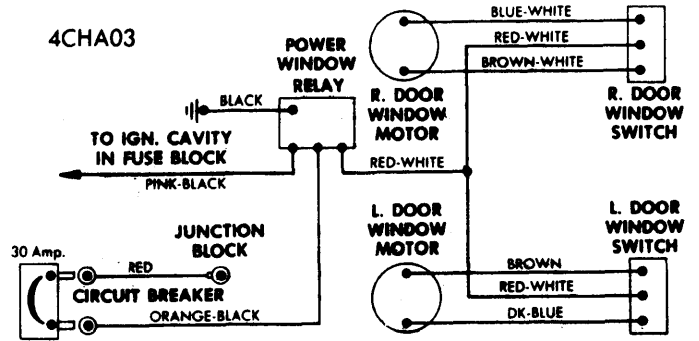 4CHA03
POWER
WINDOW
RELAY
BLACK
TO IGN. CAVITY
IN FUSE BLOCK
PINK-BLACK
RED-WHITE
BLUE-WHITE
RED-WHITE
BROWN-WHITE
R. DOOR
WINDOW
MOTOR
R. DOOR
WINDOW
SWITCH
L. DOOR
WINDOW
MOTOR
L. DOOR
WINDOW
SWITCH
BROWN
RED-WHITE
DK-BLUE
JUNCTION
BLOCK
30 Amp.
RED
CIRCUIT BREAKER
ORANGE-BLACK